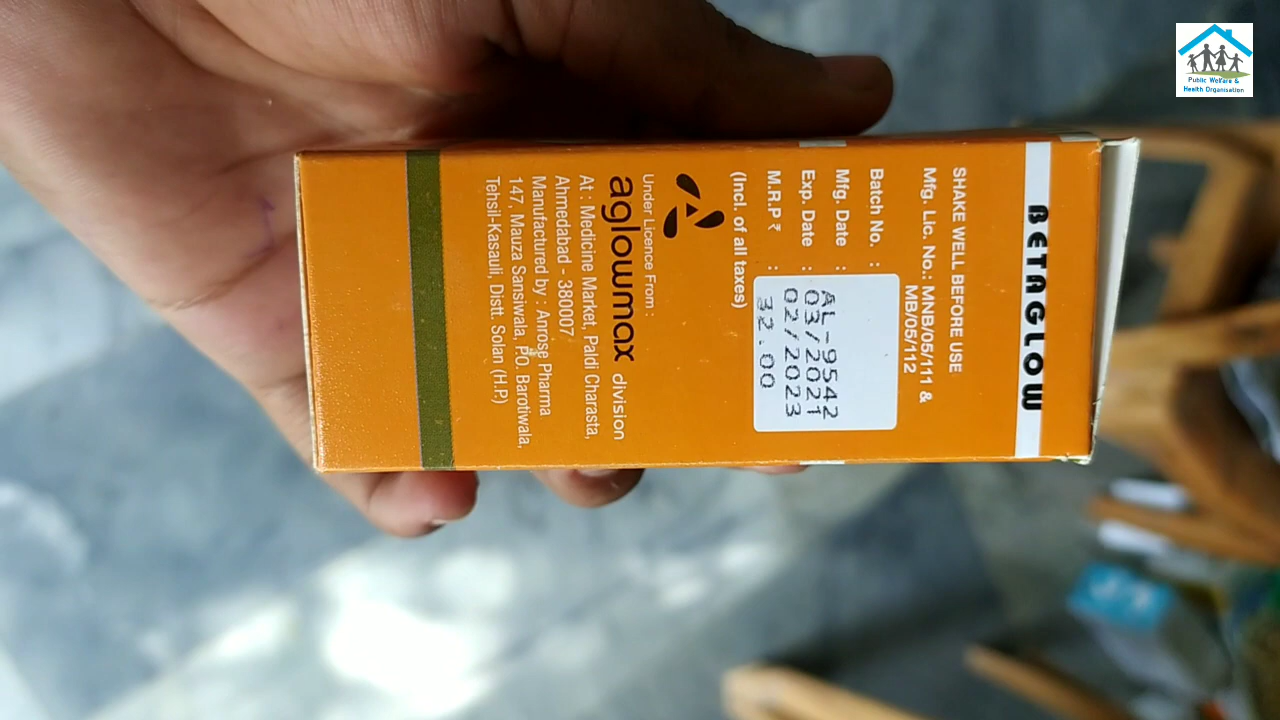 BETAGLOW
SHAKE WELL BEFORE USE
Mfg. Lic. No.: MNB/05/111 &
MB/05/112
Batch No. : AL-9542
Mfg. Date : 03/2021
Exp. Date : 02/2023
M.R.P ₹ : 32.00
(Incl. of all taxes)
Under Licence From :
aglowmax division
At : Medicine Market, Paldi Charasta,
Ahmedabad - 380007
Manufactured by : Anrose Pharma
147, Mauza Sansiwala, P.O. Barotiwala,
Tehsil-Kasauli, Distt. Solan (H.P.)
Public Welfare &
Health Organisation